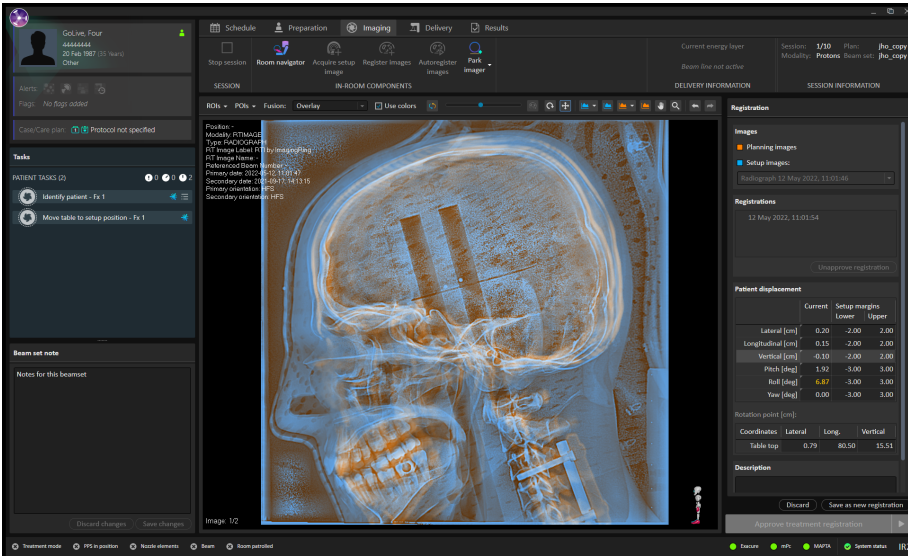 GoLive, Four
44444444
20 Feb 1987 (35 Years)
Other
Alerts:
Flags: No flags added
Case/Care plan: Protocol not specified
Tasks
PATIENT TASKS (2) 0 0 2
Identify patient - Fx 1
Move table to setup position - Fx 1
Beam set note
Notes for this beamset
Discard changes Save changes
Schedule Preparation Imaging Delivery Results
Stop session Room navigator Acquire setup image Register images Autoregister images Park imager
SESSION IN-ROOM COMPONENTS
Current energy layer
Beam line not active
DELIVERY INFORMATION
Session: 1/10 Plan: jho_copy
Modality: Protons Beam set: jho_copy
SESSION INFORMATION
ROIs POIs Fusion: Overlay Use colors
Position: -
Modality: RTIMAGE
Type: RADIOGRAPH
RT Image Label: RTI by ImagingRing
RT Image Name: -
Referenced Beam Number: -
Primary date: 2022-05-12, 11:01:47
Secondary date: 2021-09-17, 14:13:15
Primary orientation: HFS
Secondary orientation: HFS
Image: 1/2
Registration
Images
Planning images
Setup images:
Radiograph 12 May 2022, 11:01:46
Registrations
12 May 2022, 11:01:54
Unapprove registration
Patient displacement
Current Setup margins
Lower Upper
Lateral [cm] 0.20 -2.00 2.00
Longitudinal [cm] 0.15 -2.00 2.00
Vertical [cm] -0.10 -2.00 2.00
Pitch [deg] 1.92 -3.00 3.00
Roll [deg] 6.87 -3.00 3.00
Yaw [deg] 0.00 -3.00 3.00
Rotation point [cm]:
Coordinates Lateral Long. Vertical
Table top 0.79 80.50 15.51
Description
Discard Save as new registration
Approve treatment registration
Treatment mode PPS in position Nozzle elements Beam Room patrolled
Exacure mPc MAPTA System status